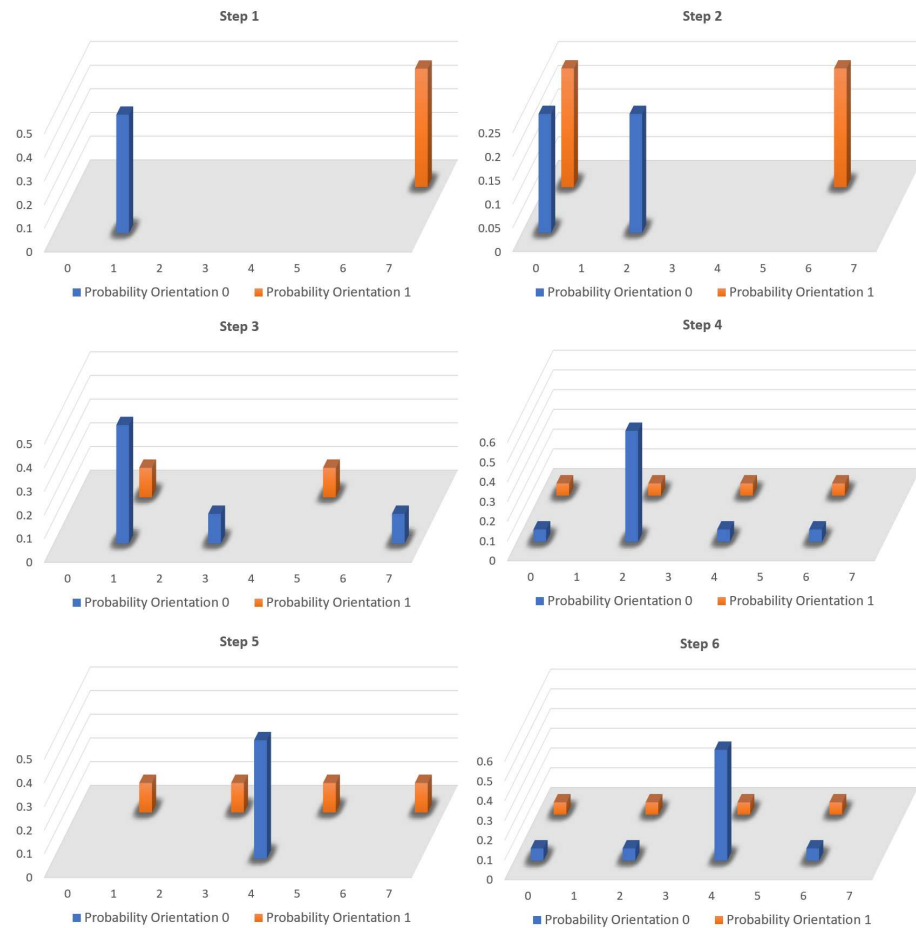 Step 1
0.5
0.4
0.3
0.2
0.1
0
0 1 2 3 4 5 6 7
Probability Orientation 0 Probability Orientation 1
Step 2
0.25
0.2
0.15
0.1
0.05
0
0 1 2 3 4 5 6 7
Probability Orientation 0 Probability Orientation 1
Step 3
0.5
0.4
0.3
0.2
0.1
0
0 1 2 3 4 5 6 7
Probability Orientation 0 Probability Orientation 1
Step 4
0.6
0.5
0.4
0.3
0.2
0.1
0
0 1 2 3 4 5 6 7
Probability Orientation 0 Probability Orientation 1
Step 5
0.5
0.4
0.3
0.2
0.1
0
0 1 2 3 4 5 6 7
Probability Orientation 0 Probability Orientation 1
Step 6
0.6
0.5
0.4
0.3
0.2
0.1
0
0 1 2 3 4 5 6 7
Probability Orientation 0 Probability Orientation 1